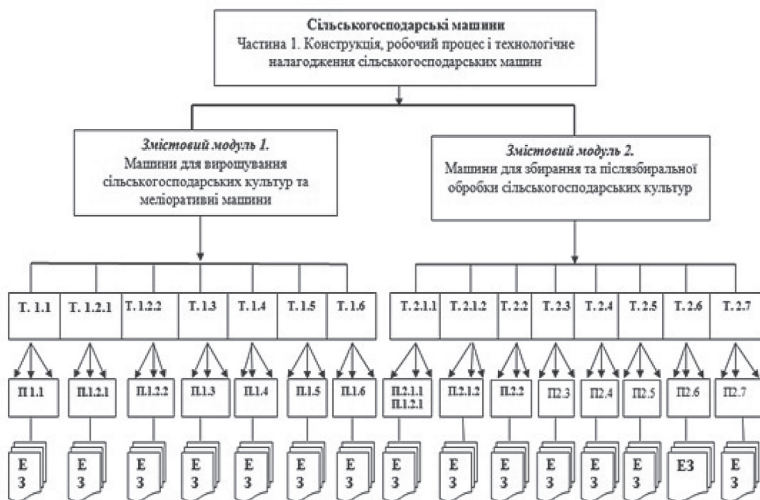 Сільськогосподарські машини
Частина 1. Конструкція, робочий процес і технологічне
налагодження сільськогосподарських машин
Змістовий модуль 1.
Машини для вирощування
сільськогосподарських культур та
меліоративні машини
Змістовий модуль 2.
Машини для збирання та післязбиральної
обробки сільськогосподарських культур
Т. 1.1 Т. 1.2.1 Т. 1.2.2 Т. 1.3 Т. 1.4 Т. 1.5 Т. 1.6 Т. 2.1.1 Т. 2.1.2 Т. 2.2 Т. 2.3 Т. 2.4 Т. 2.5 Т. 2.6 Т. 2.7
П 1.1 П.1.2.1 П.1.2.2 П.1.3 П.1.4 П.1.5 П.1.6 П.2.1.1 П.2.1.2 П.2.2 П2.3 П2.4 П2.5 П2.6 П2.7
П.1.2.1
Е Е Е Е Е Е Е Е Е Е Е Е Е ЕЗ Е
З З З З З З З З З З З З З З